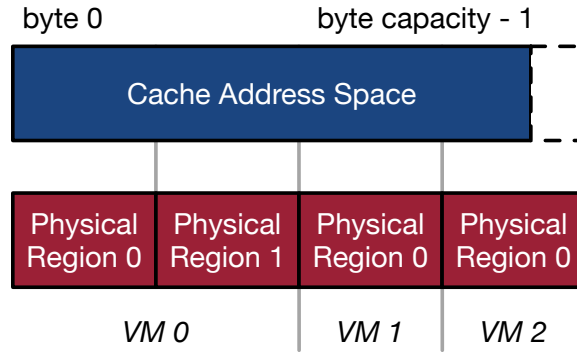 byte 0
byte capacity - 1
Cache Address Space
Physical
Region 0
Physical
Region 1
Physical
Region 0
Physical
Region 0
VM 0
VM 1
VM 2